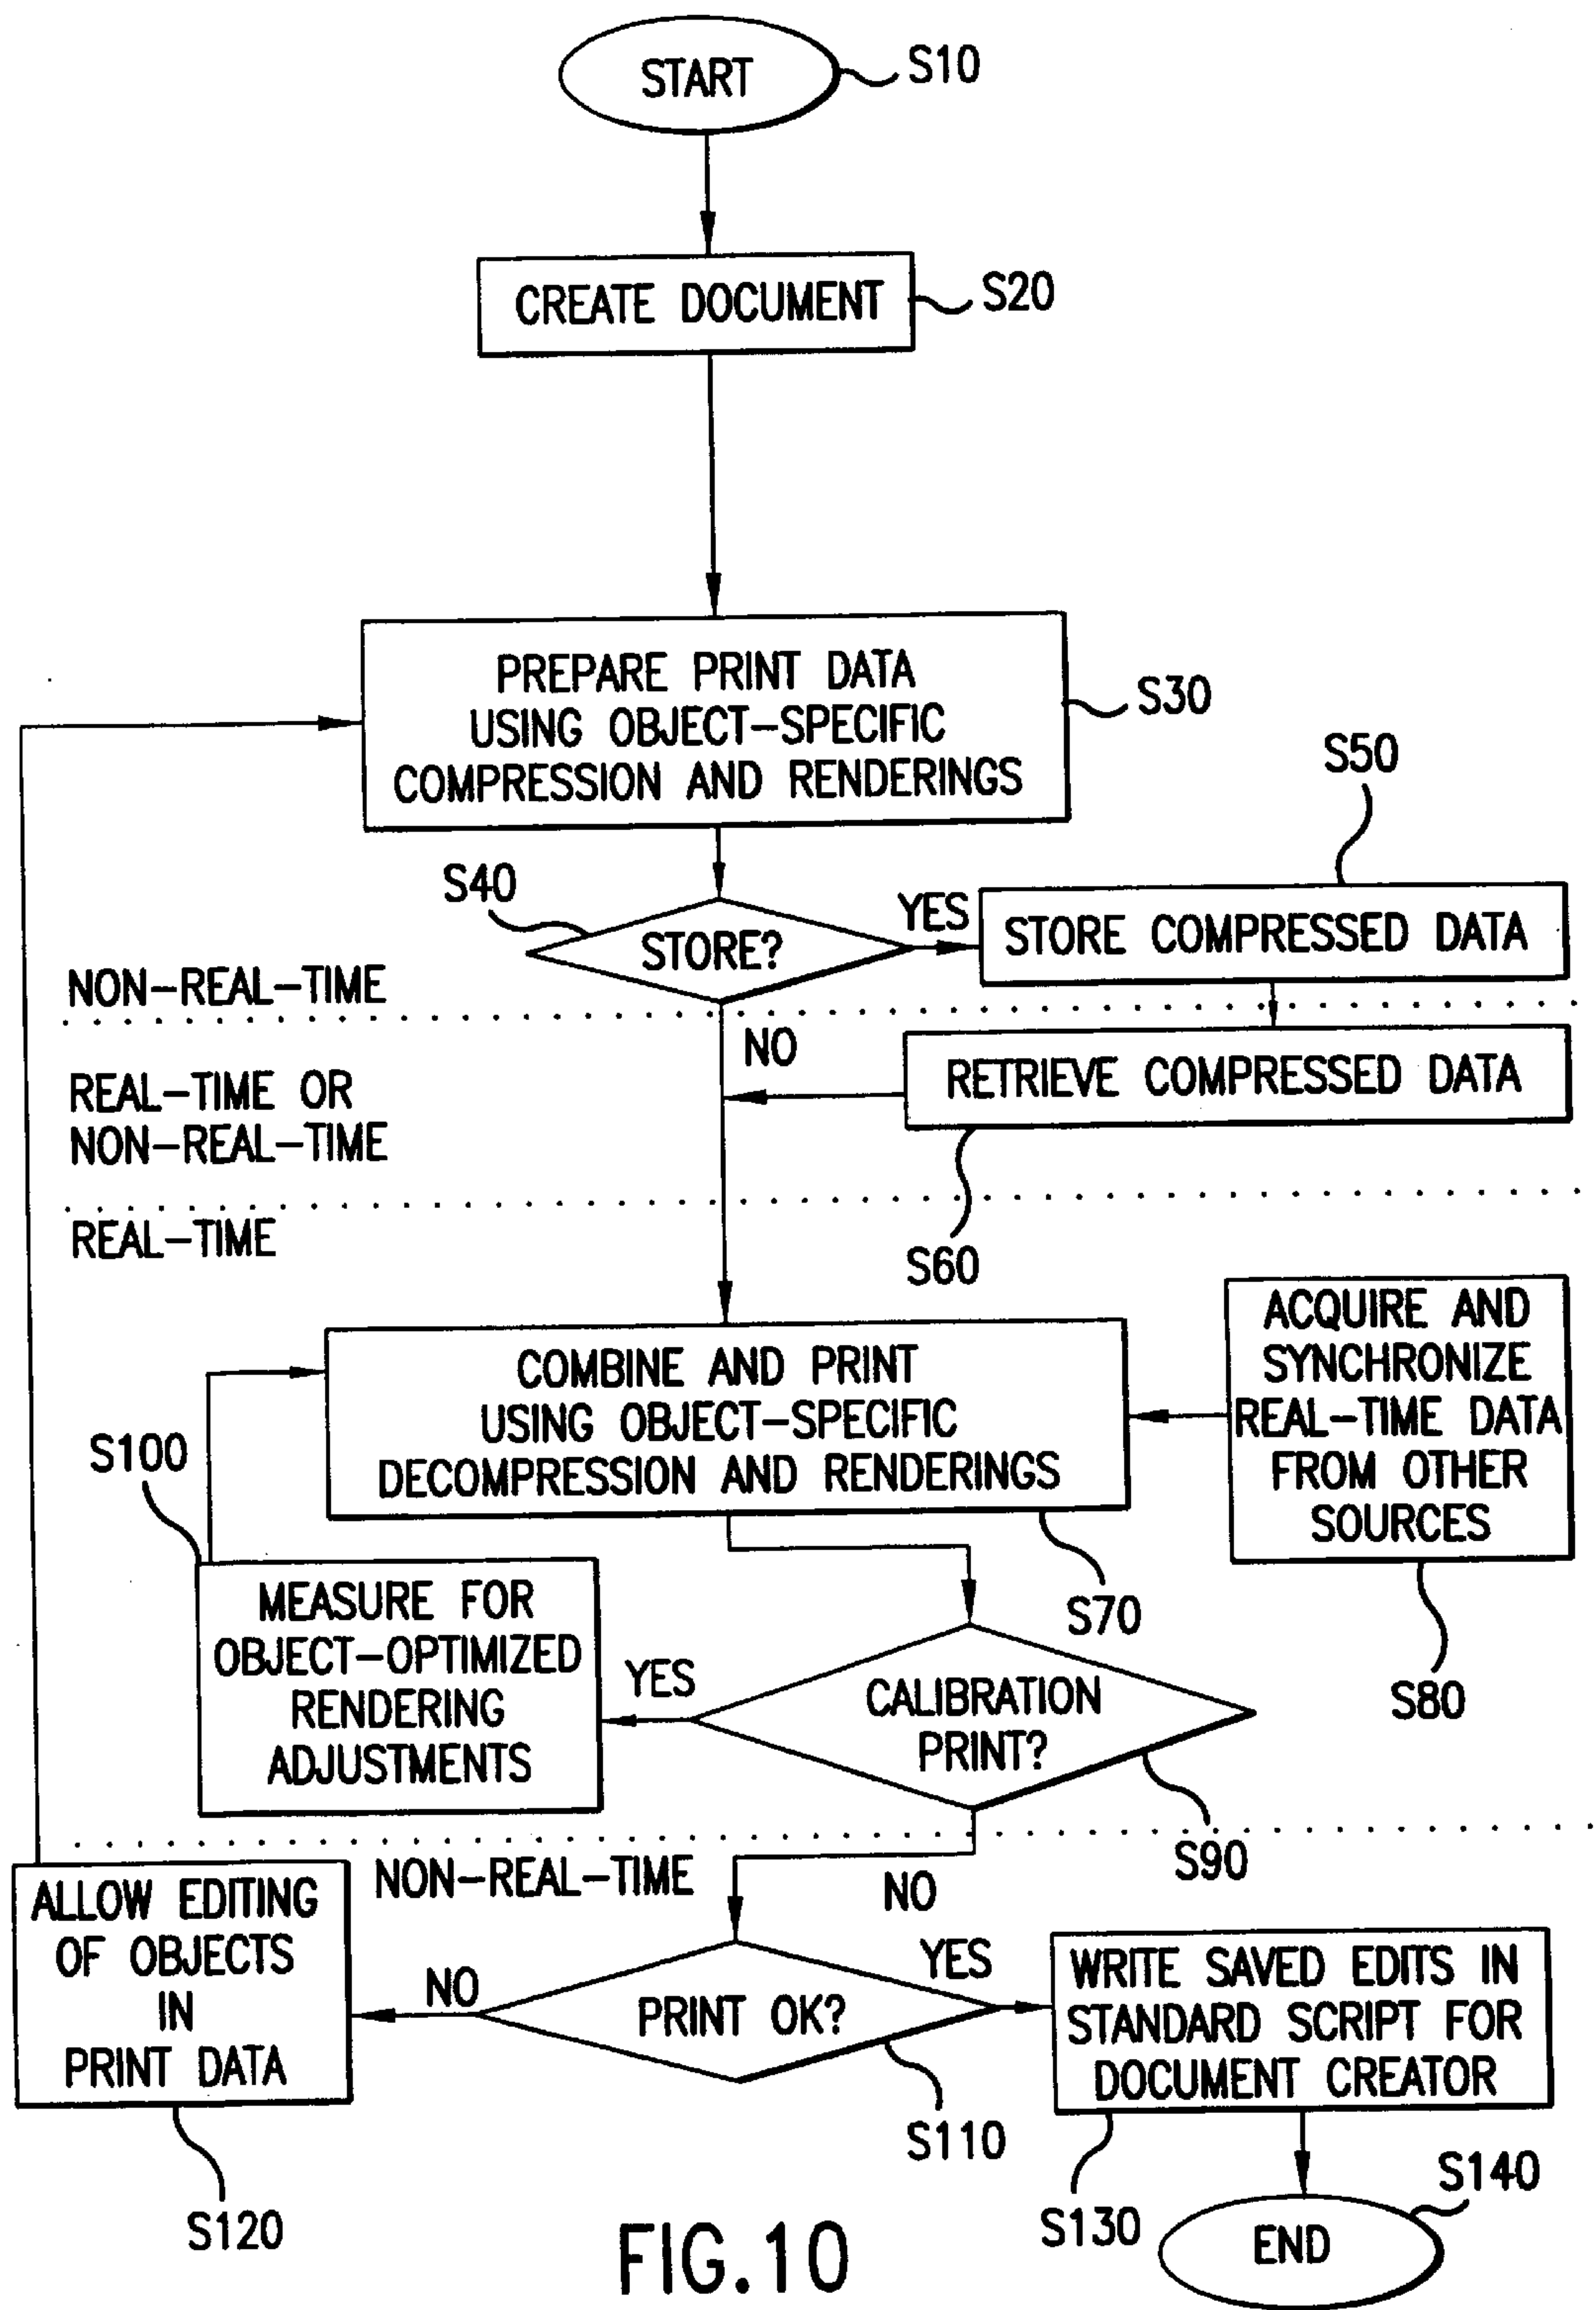 START
S10
CREATE DOCUMENT
S20
PREPARE PRINT DATA
USING OBJECT-SPECIFIC
COMPRESSION AND RENDERINGS
S30
S40
STORE?
YES
S50
STORE COMPRESSED DATA
NON-REAL-TIME
NO
RETRIEVE COMPRESSED DATA
REAL-TIME OR
NON-REAL-TIME
S60
REAL-TIME
COMBINE AND PRINT
USING OBJECT-SPECIFIC
DECOMPRESSION AND RENDERINGS
S70
ACQUIRE AND
SYNCHRONIZE
REAL-TIME DATA
FROM OTHER
SOURCES
S80
S100
MEASURE FOR
OBJECT-OPTIMIZED
RENDERING
ADJUSTMENTS
YES
CALIBRATION
PRINT?
S90
NON-REAL-TIME
NO
ALLOW EDITING
OF OBJECTS
IN
PRINT DATA
S120
NO
PRINT OK?
S110
YES
WRITE SAVED EDITS IN
STANDARD SCRIPT FOR
DOCUMENT CREATOR
S130
S140
END
FIG.10